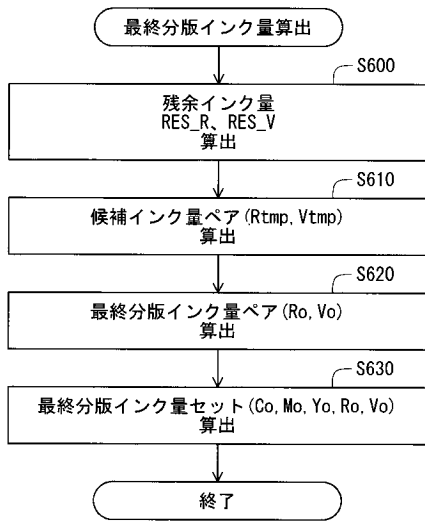 最終分版インク量算出
S600
残余インク量
RES_R、RES_V
算出
S610
候補インク量ペア(Rtmp,Vtmp)
算出
S620
最終分版インク量ペア(Ro,Vo)
算出
S630
最終分版インク量セット(Co,Mo,Yo,Ro,Vo)
算出
終了